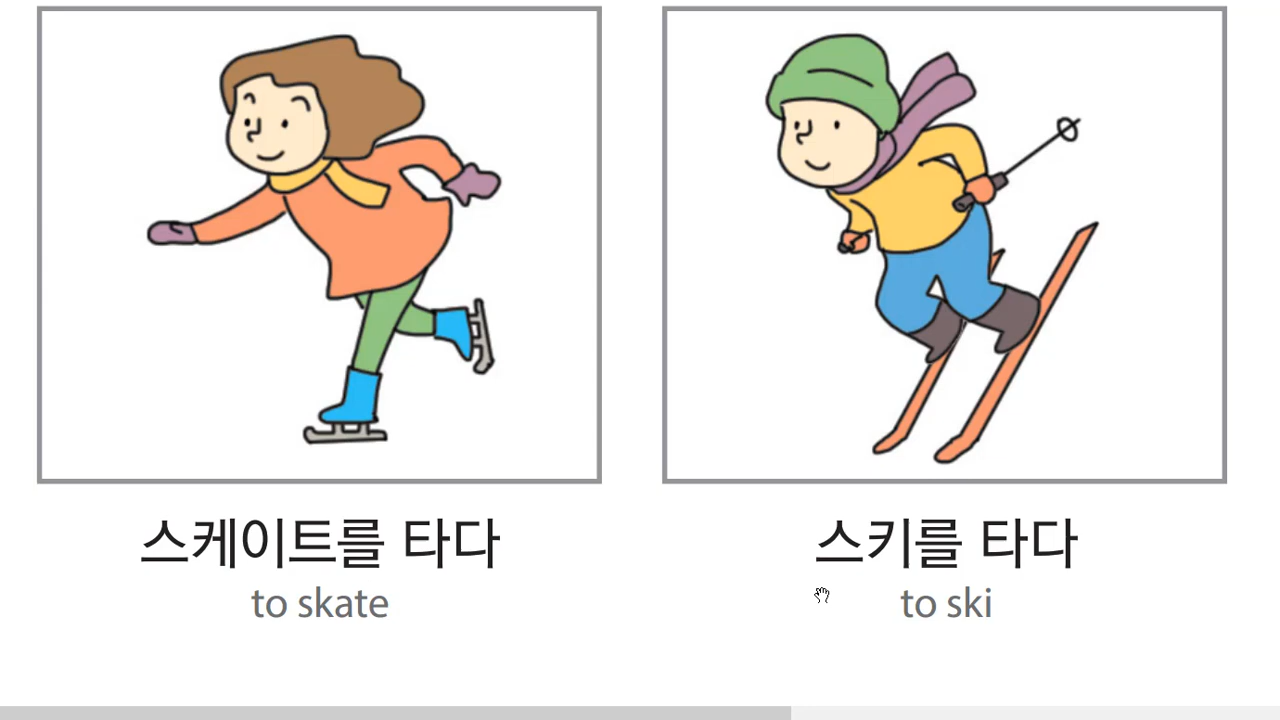 스케이트를 타다
to skate
스키를 타다
to ski